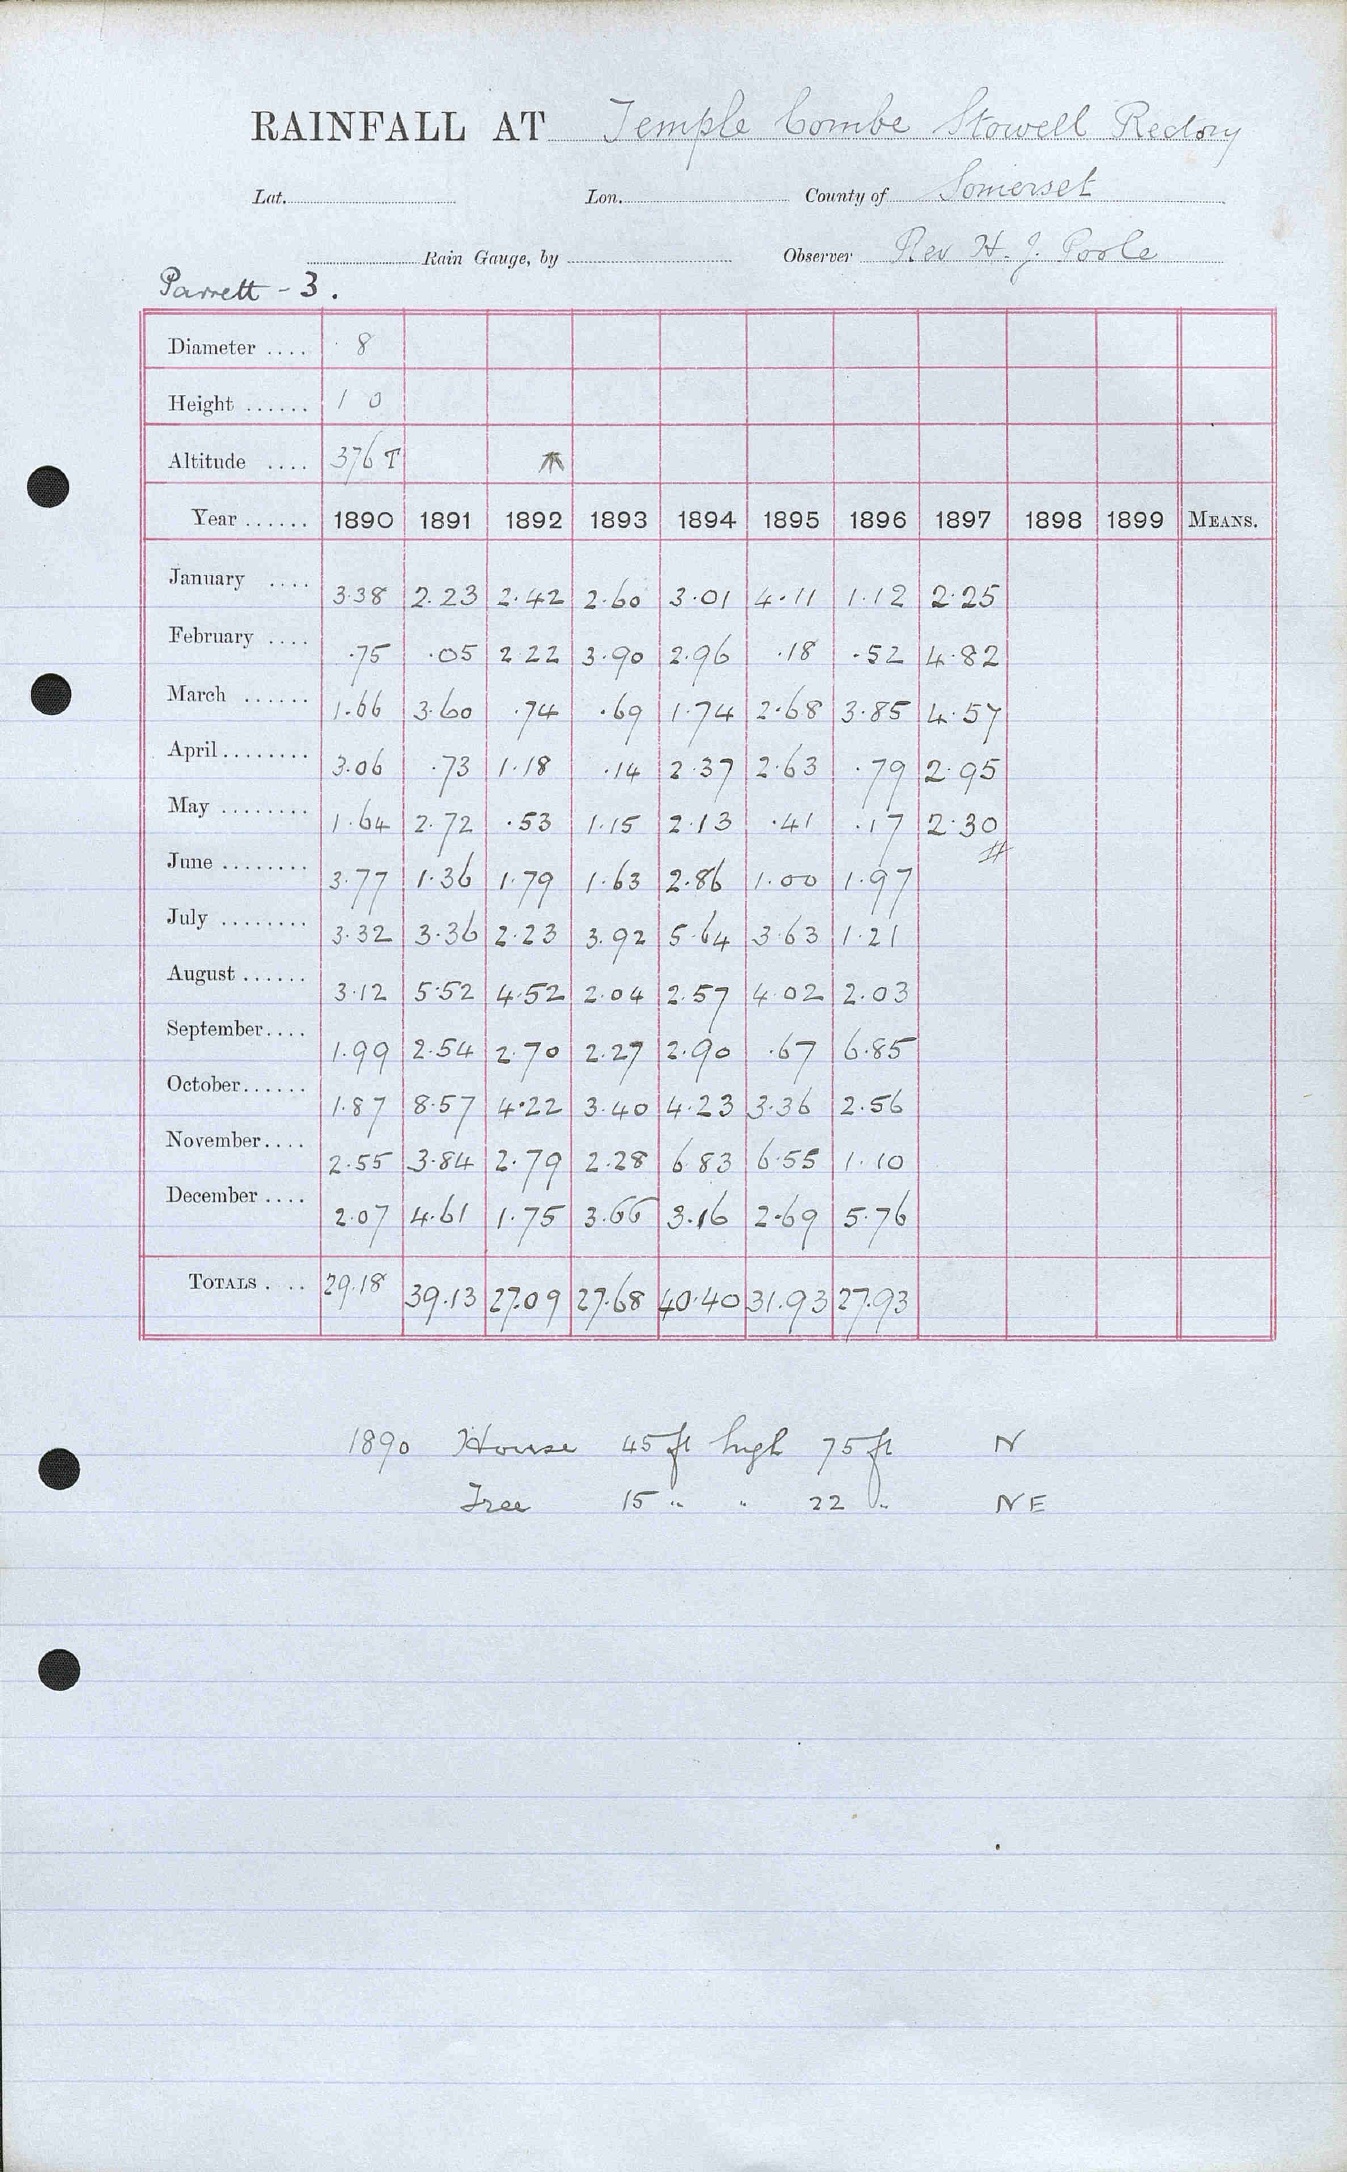 RAINFALL AT Temple Combe Stowell Rectory
Lat. Lon. County of Somerset
Rain Gauge, by Observer Rev H. J. Poole
Parrett - 3.
Diameter .... 8
Height ...... 1 0
Altitude .... 376 T
Year ...... 1890 1891 1892 1893 1894 1895 1896 1897 1898 1899 MEANS.
January .... 3.38 2.23 2.42 2.60 3.01 4.11 1.12 2.25
February .... .75 .05 2.22 3.90 2.96 .18 .52 4.82
March ...... 1.66 3.60 .74 .69 1.74 2.68 3.85 4.57
April ........ 3.06 .73 1.18 .14 2.37 2.63 .79 2.95
May ........ 1.64 2.72 .53 1.15 2.13 .41 .17 2.30
June ........ 3.77 1.36 1.79 1.63 2.86 1.00 1.97
July ........ 3.32 3.36 2.23 3.92 5.64 3.63 1.21
August ...... 3.12 5.52 4.52 2.04 2.57 4.02 2.03
September .... 1.99 2.54 2.70 2.27 2.90 .67 6.85
October ...... 1.87 8.57 4.22 3.40 4.23 3.36 2.56
November .... 2.55 3.84 2.79 2.28 6.83 6.55 1.10
December .... 2.07 4.61 1.75 3.66 3.16 2.69 5.76
TOTALS .... 29.18 39.13 27.09 27.68 40.40 31.93 27.93
1890 House 45 ft high 75 ft N
Tree 15 " " 22 " NE